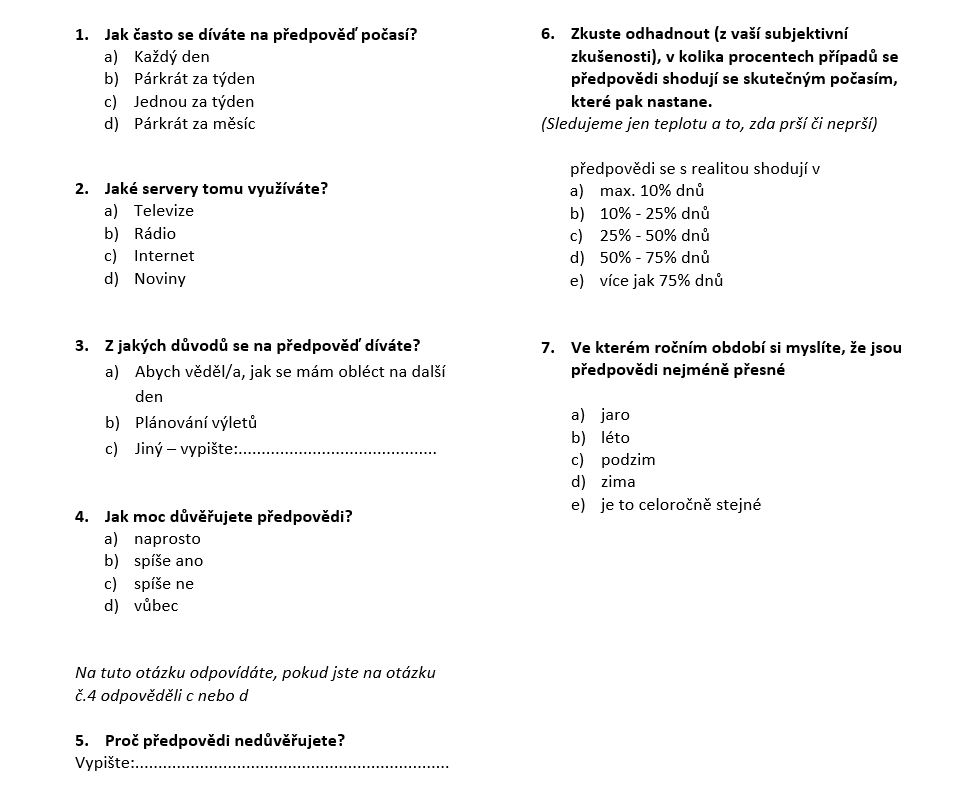 1. Jak často se díváte na předpověď počasí?
a) Každý den
b) Párkrát za týden
c) Jednou za týden
d) Párkrát za měsíc
2. Jaké servery tomu využíváte?
a) Televize
b) Rádio
c) Internet
d) Noviny
3. Z jakých důvodů se na předpověď díváte?
a) Abych věděl/a, jak se mám obléct na další
den
b) Plánování výletů
c) Jiný – vypište:...........................................
4. Jak moc důvěřujete předpovědi?
a) naprosto
b) spíše ano
c) spíše ne
d) vůbec
Na tuto otázku odpovídáte, pokud jste na otázku
č.4 odpověděli c nebo d
5. Proč předpovědi nedůvěřujete?
Vypište:....................................................................
6. Zkuste odhadnout (z vaší subjektivní
zkušenosti), v kolika procentech případů se
předpovědi shodují se skutečným počasím,
které pak nastane.
(Sledujeme jen teplotu a to, zda prší či neprší)
předpovědi se s realitou shodují v
a) max. 10% dnů
b) 10% - 25% dnů
c) 25% - 50% dnů
d) 50% - 75% dnů
e) více jak 75% dnů
7. Ve kterém ročním období si myslíte, že jsou
předpovědi nejméně přesné
a) jaro
b) léto
c) podzim
d) zima
e) je to celoročně stejné